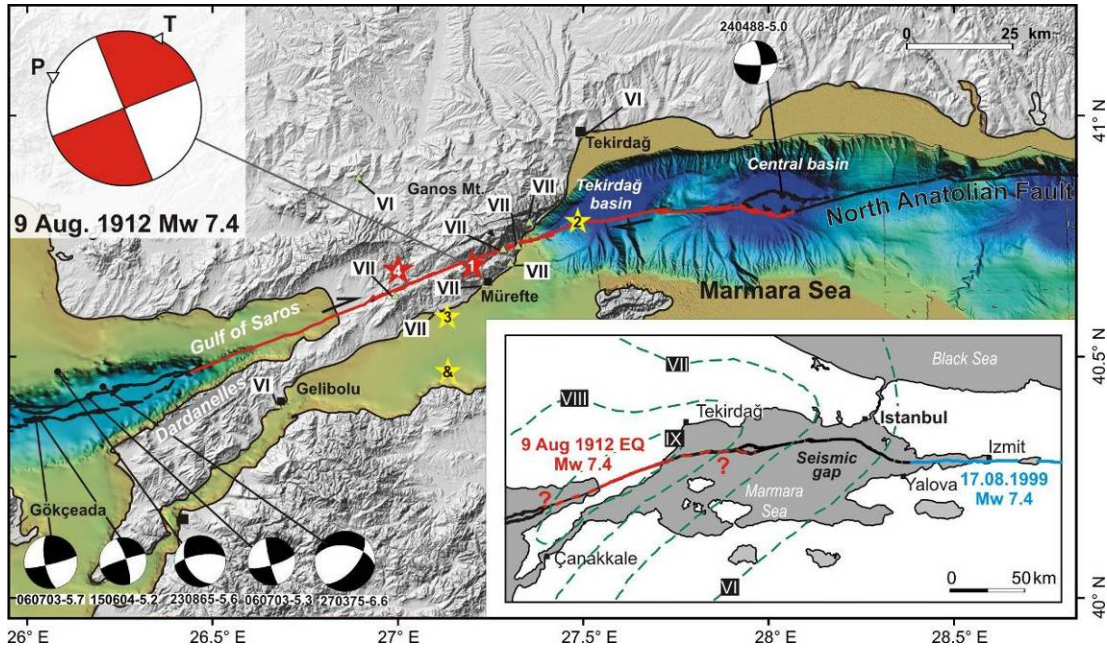 240488-5.0
0
25
km
T
P
9 Aug. 1912 Mw 7.4
VI
Tekirdağ
41° N
VI
Ganos Mt.
VII
VII
VII
Tekirdağ
basin
Central basin
North Anatolian Fault
2
4
1
VII
VII
VII
Mürefte
Marmara Sea
VII
3
Gulf of Saros
&
40.5° N
Dardanelles
VI
Gelibolu
Gökçeada
060703-5.7
150604-5.2
230865-5.6
060703-5.3
270375-6.6
Black Sea
VII
VIII
Tekirdağ
Istanbul
IX
9 Aug 1912 EQ
Mw 7.4
?
?
Seismic
gap
Izmit
Yalova
17.08.1999
Mw 7.4
Marmara
Sea
Çanakkale
VI
0
50 km
40° N
26° E
26.5° E
27° E
27.5° E
28° E
28.5° E